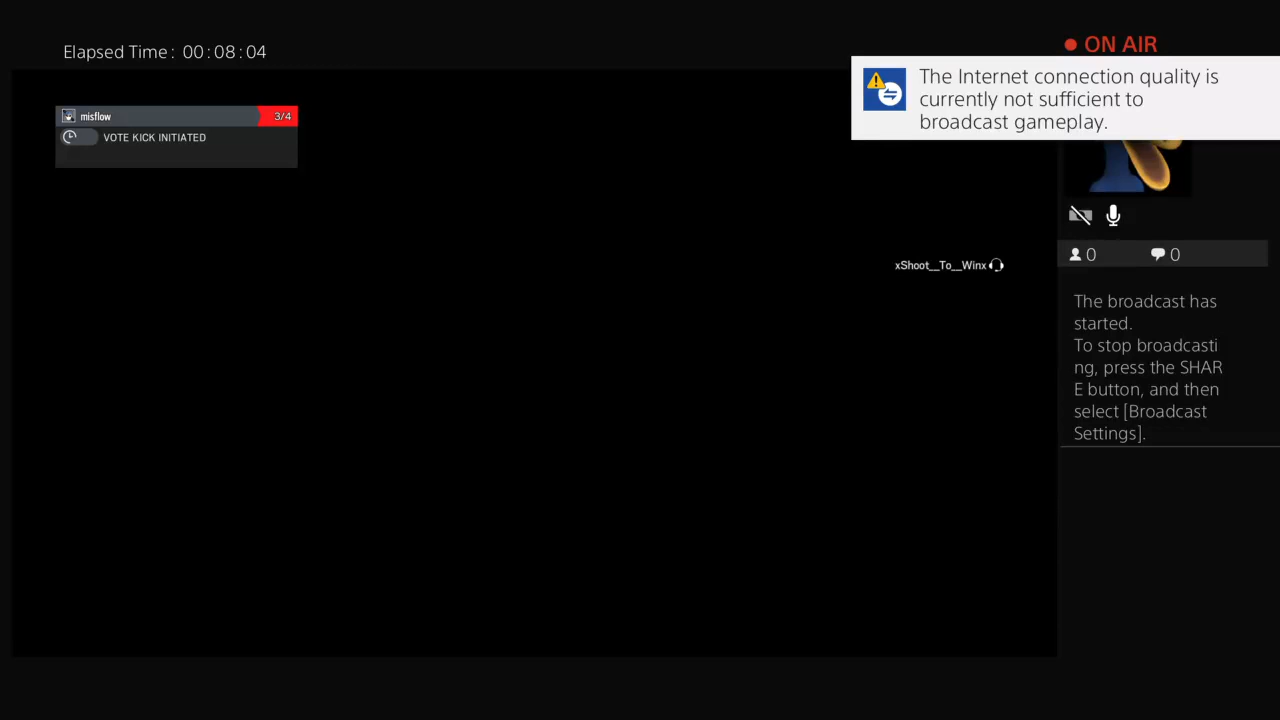 Elapsed Time: 00:08:04
ON AIR
The Internet connection quality is
currently not sufficient to
broadcast gameplay.
misflow 3/4
VOTE KICK INITIATED
0 0
xShoot__To__Winx
The broadcast has
started.
To stop broadcasti
ng, press the SHAR
E button, and then
select [Broadcast
Settings].